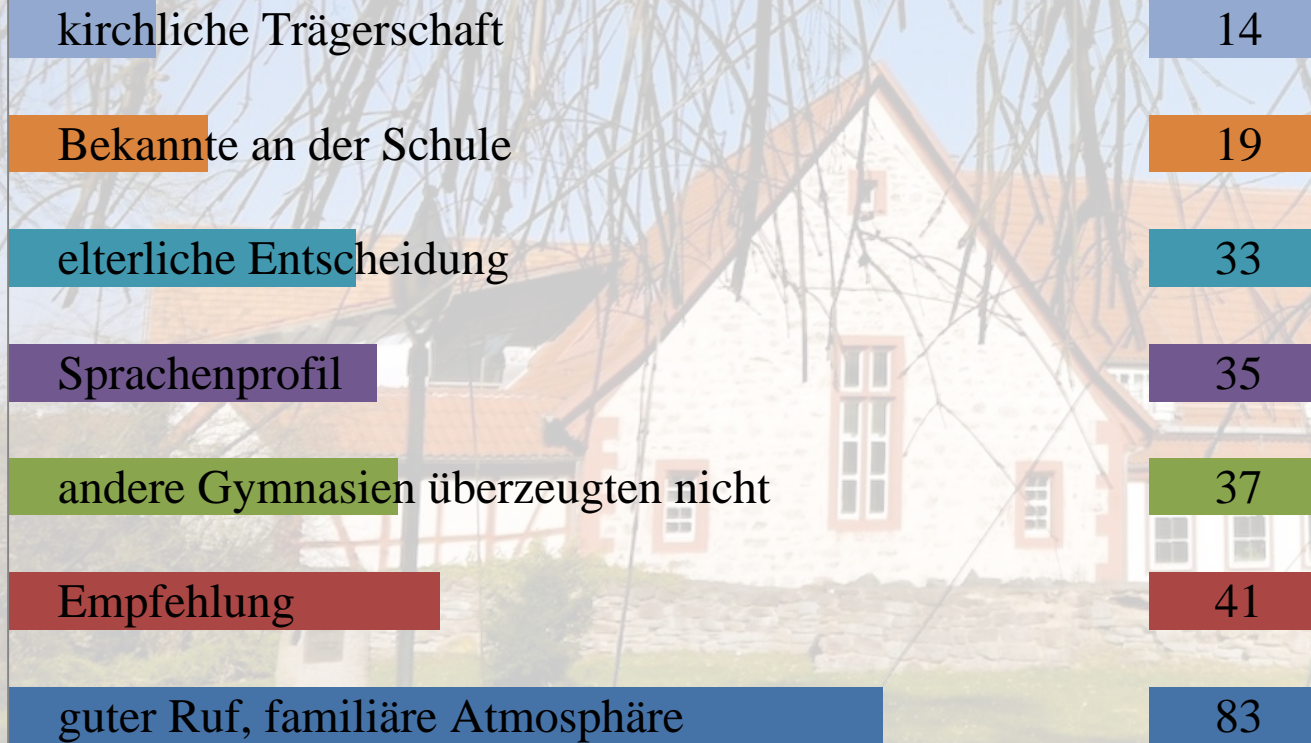 kirchliche Trägerschaft 14
Bekannte an der Schule 19
elterliche Entscheidung 33
Sprachenprofil 35
andere Gymnasien überzeugten nicht 37
Empfehlung 41
guter Ruf, familiäre Atmosphäre 83